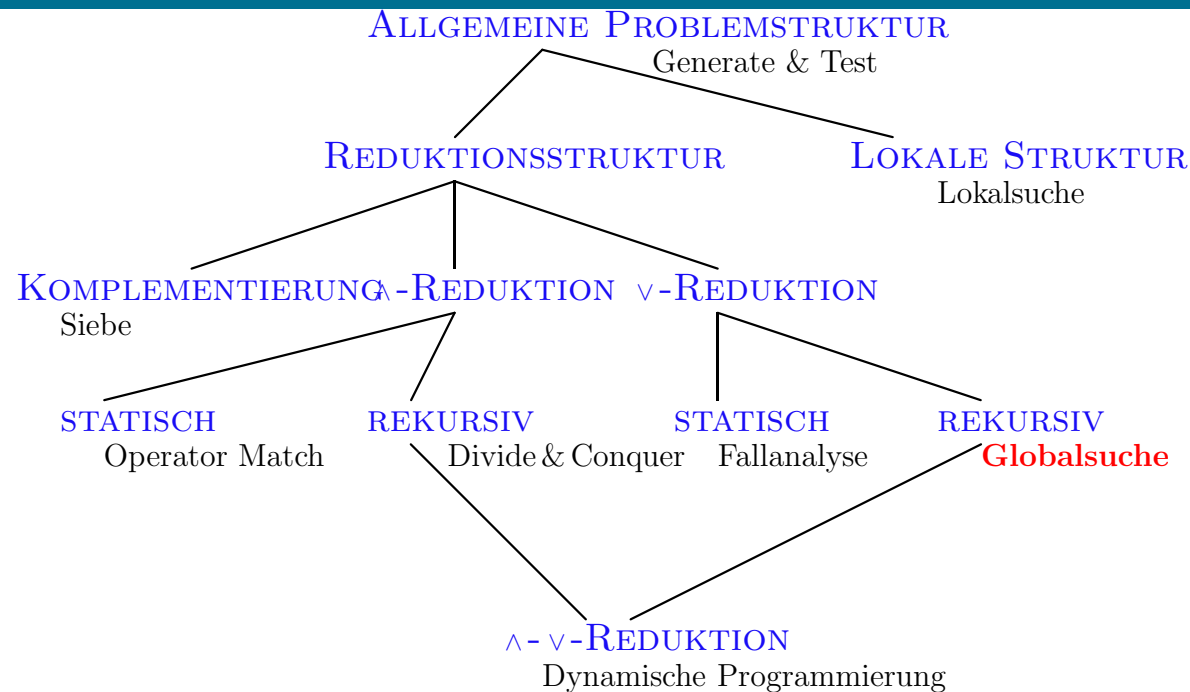 ALLGEMEINE PROBLEMSTRUKTUR
Generate & Test
REDUKTIONSSTRUKTUR LOKALE STRUKTUR
Lokalsuche
KOMPLEMENTIERUNG ∧-REDUKTION ∨-REDUKTION
Siebe
STATISCH REKURSIV STATISCH REKURSIV
Operator Match Divide & Conquer Fallanalyse Globalsuche
∧-∨-REDUKTION
Dynamische Programmierung